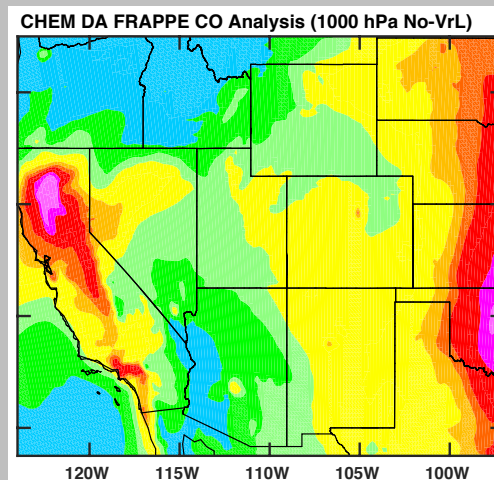 CHEM DA FRAPPE CO Analysis (1000 hPa No-VrL)
120W 115W 110W 105W 100W